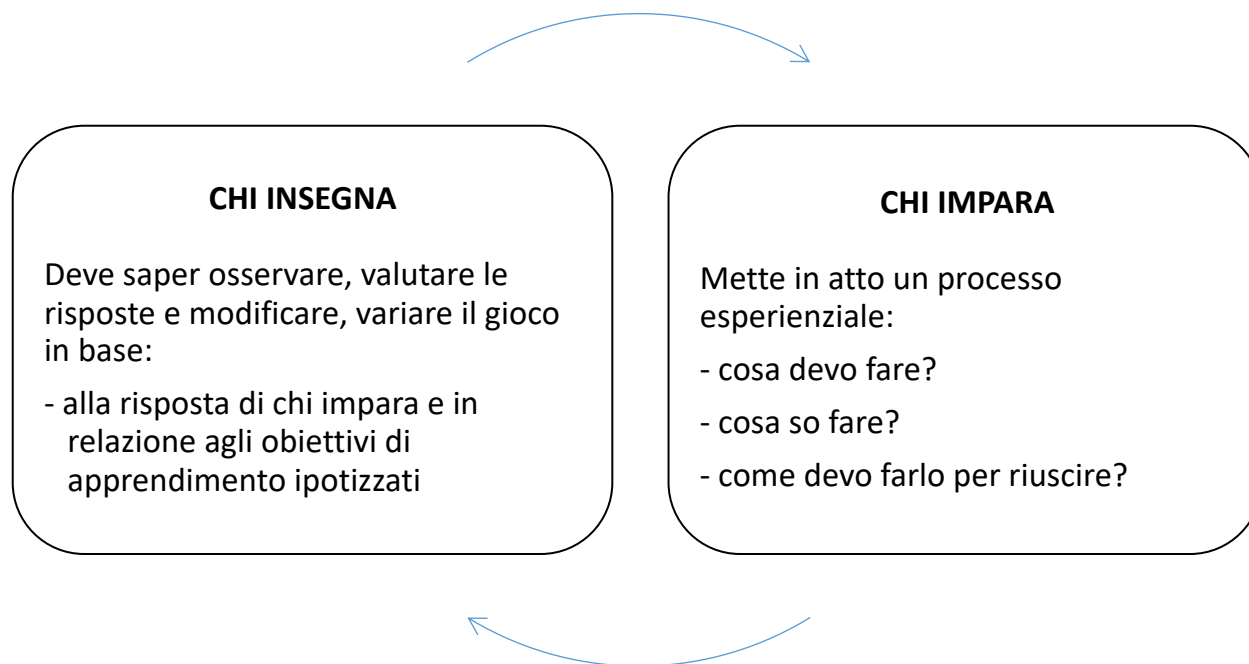 CHI INSEGNA
Deve saper osservare, valutare le
risposte e modificare, variare il gioco
in base:
- alla risposta di chi impara e in
relazione agli obiettivi di
apprendimento ipotizzati
CHI IMPARA
Mette in atto un processo
esperienziale:
- cosa devo fare?
- cosa so fare?
- come devo farlo per riuscire?